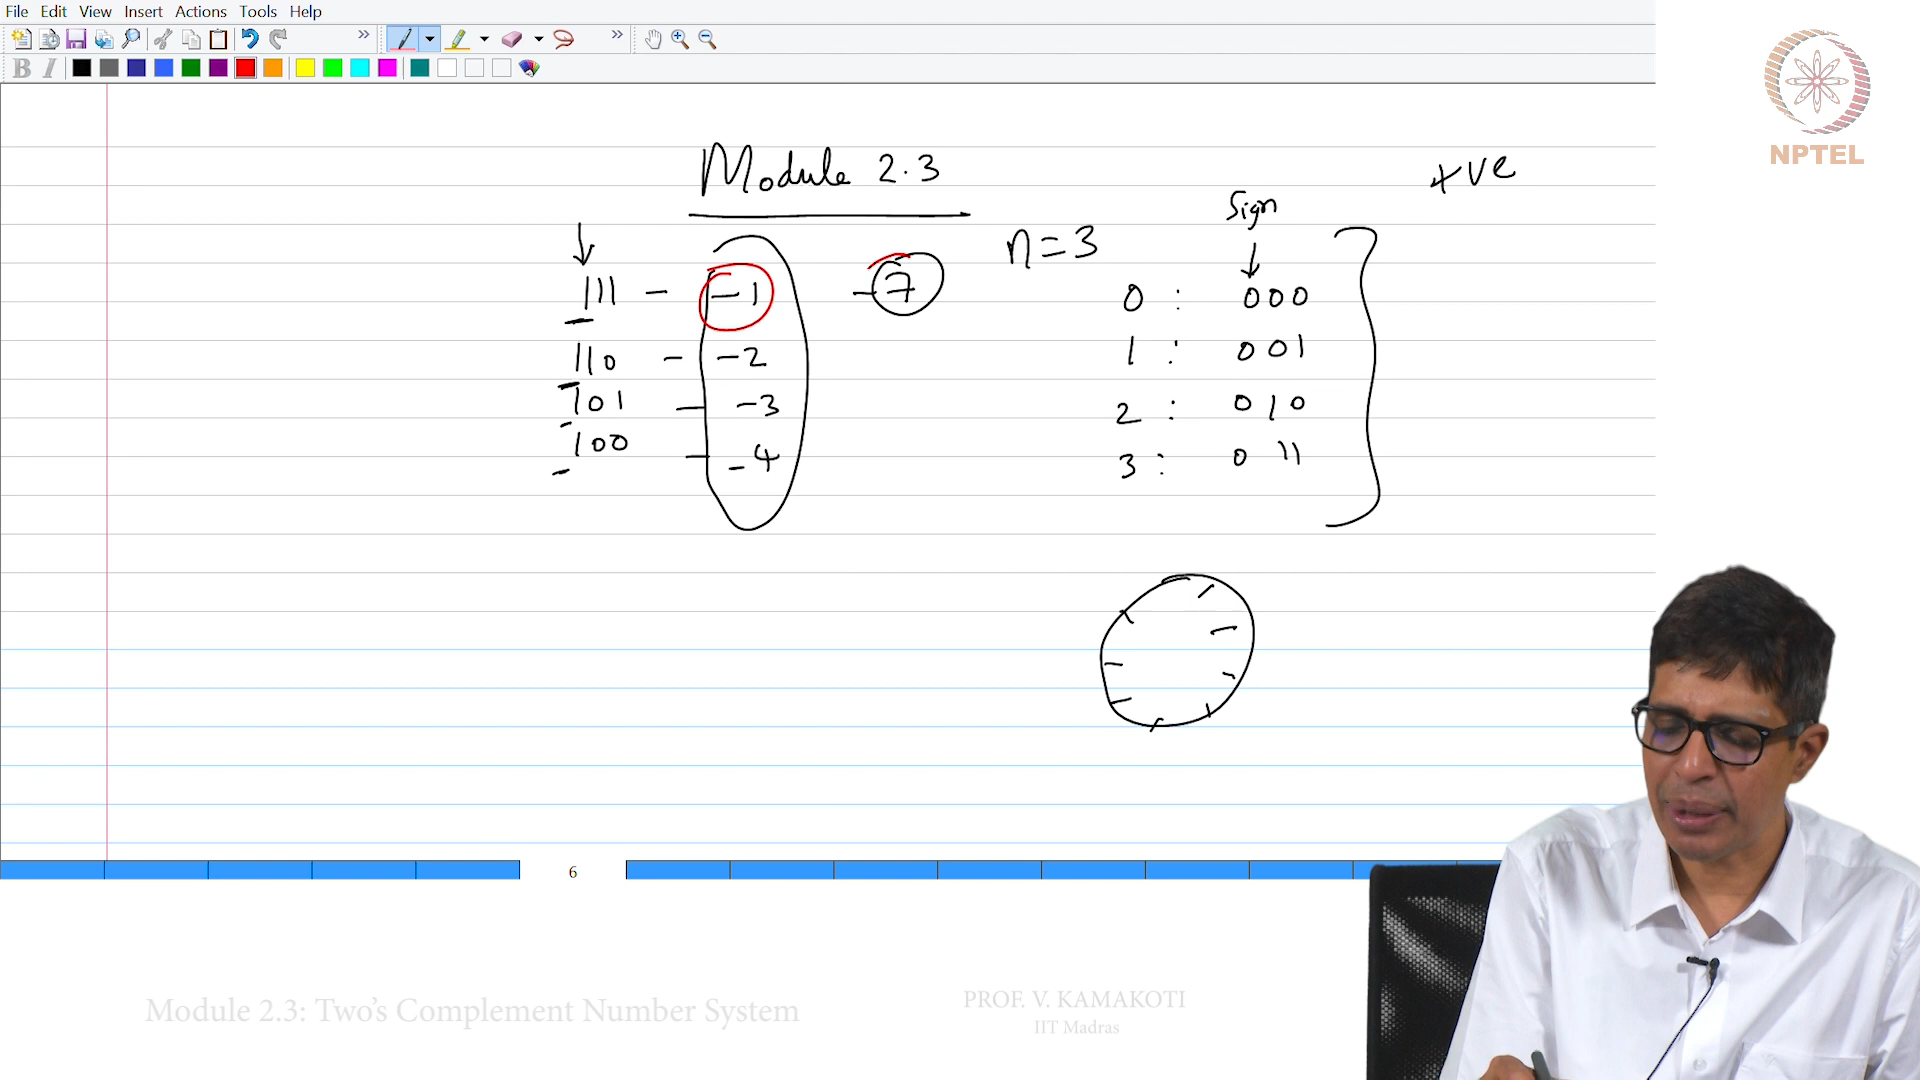 File Edit View Insert Actions Tools Help
B I
NPTEL
Module 2.3
+ve
Sign
n=3
111 - -1 -7
110 - -2
101 - -3
100 - -4
0 : 000
1 : 001
2 : 010
3 : 011
6
Module 2.3: Two's Complement Number System
PROF. V. KAMAKOTI
IIT Madras